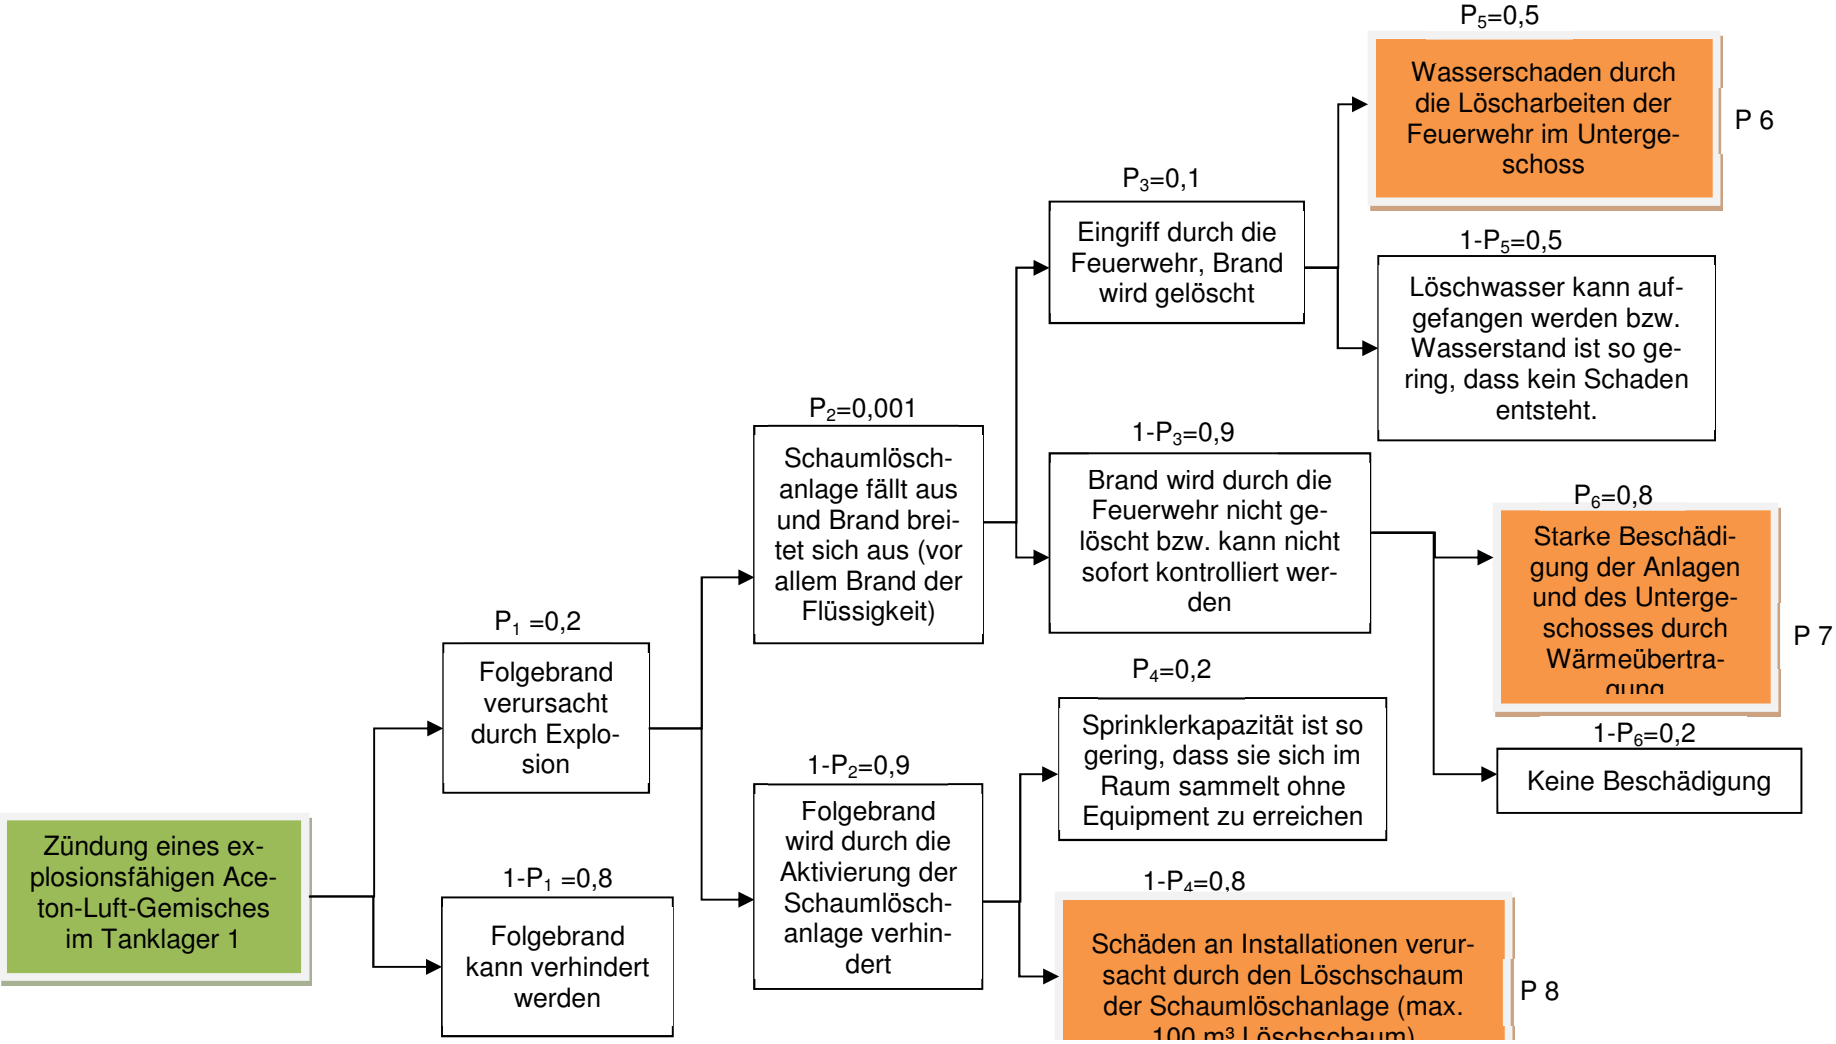 P5=0,5
Wasserschaden durch
die Löscharbeiten der
Feuerwehr im Unterge-
schoss
P 6
P3=0,1
Eingriff durch die
Feuerwehr, Brand
wird gelöscht
1-P5=0,5
Löschwasser kann auf-
gefangen werden bzw.
Wasserstand ist so ge-
ring, dass kein Schaden
entsteht.
P2=0,001
Schaumlösch-
anlage fällt aus
und Brand brei-
tet sich aus (vor
allem Brand der
Flüssigkeit)
1-P3=0,9
Brand wird durch die
Feuerwehr nicht ge-
löscht bzw. kann nicht
sofort kontrolliert wer-
den
P6=0,8
Starke Beschädi-
gung der Anlagen
und des Unterge-
schosses durch
Wärmeübertra-
gung
P 7
P1 =0,2
Folgebrand
verursacht
durch Explo-
sion
P4=0,2
Sprinklerkapazität ist so
gering, dass sie sich im
Raum sammelt ohne
Equipment zu erreichen
1-P6=0,2
Keine Beschädigung
1-P2=0,9
Folgebrand
wird durch die
Aktivierung der
Schaumlösch-
anlage verhin-
dert
Zündung eines ex-
plosionsfähigen Ace-
ton-Luft-Gemisches
im Tanklager 1
1-P1 =0,8
Folgebrand
kann verhindert
werden
1-P4=0,8
Schäden an Installationen verur-
sacht durch den Löschschaum
der Schaumlöschanlage (max.
100 m³ Löschschaum)
P 8